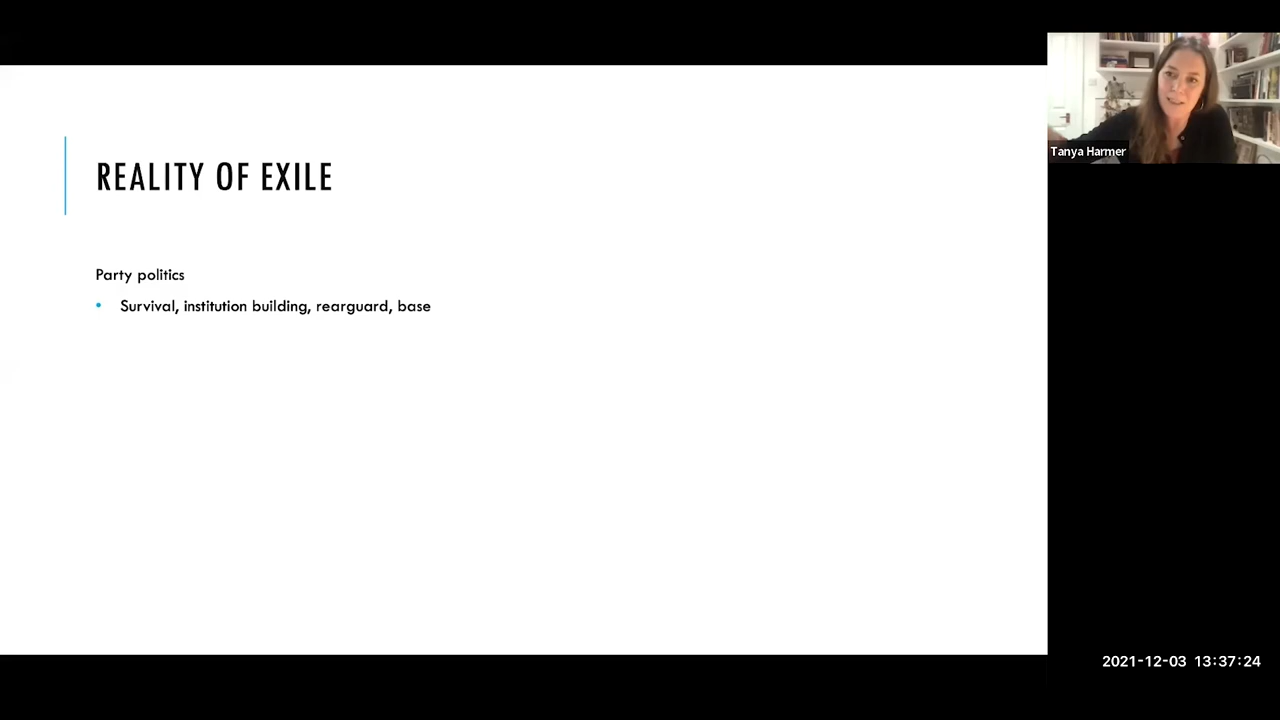 REALITY OF EXILE
Party politics
• Survival, institution building, rearguard, base
Tanya Harmer
2021-12-03 13:37:24